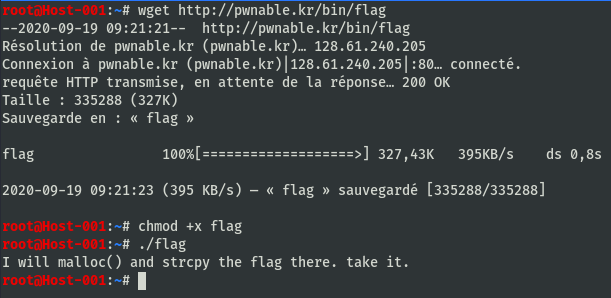 root@Host-001:~# wget http://pwnable.kr/bin/flag
--2020-09-19 09:21:21--  http://pwnable.kr/bin/flag
Résolution de pwnable.kr (pwnable.kr)… 128.61.240.205
Connexion à pwnable.kr (pwnable.kr)|128.61.240.205|:80… connecté.
requête HTTP transmise, en attente de la réponse… 200 OK
Taille : 335288 (327K)
Sauvegarde en : « flag »
flag                100%[===================>] 327,43K   395KB/s    ds 0,8s
2020-09-19 09:21:23 (395 KB/s) — « flag » sauvegardé [335288/335288]
root@Host-001:~# chmod +x flag
root@Host-001:~# ./flag
I will malloc() and strcpy the flag there. take it.
root@Host-001:~#